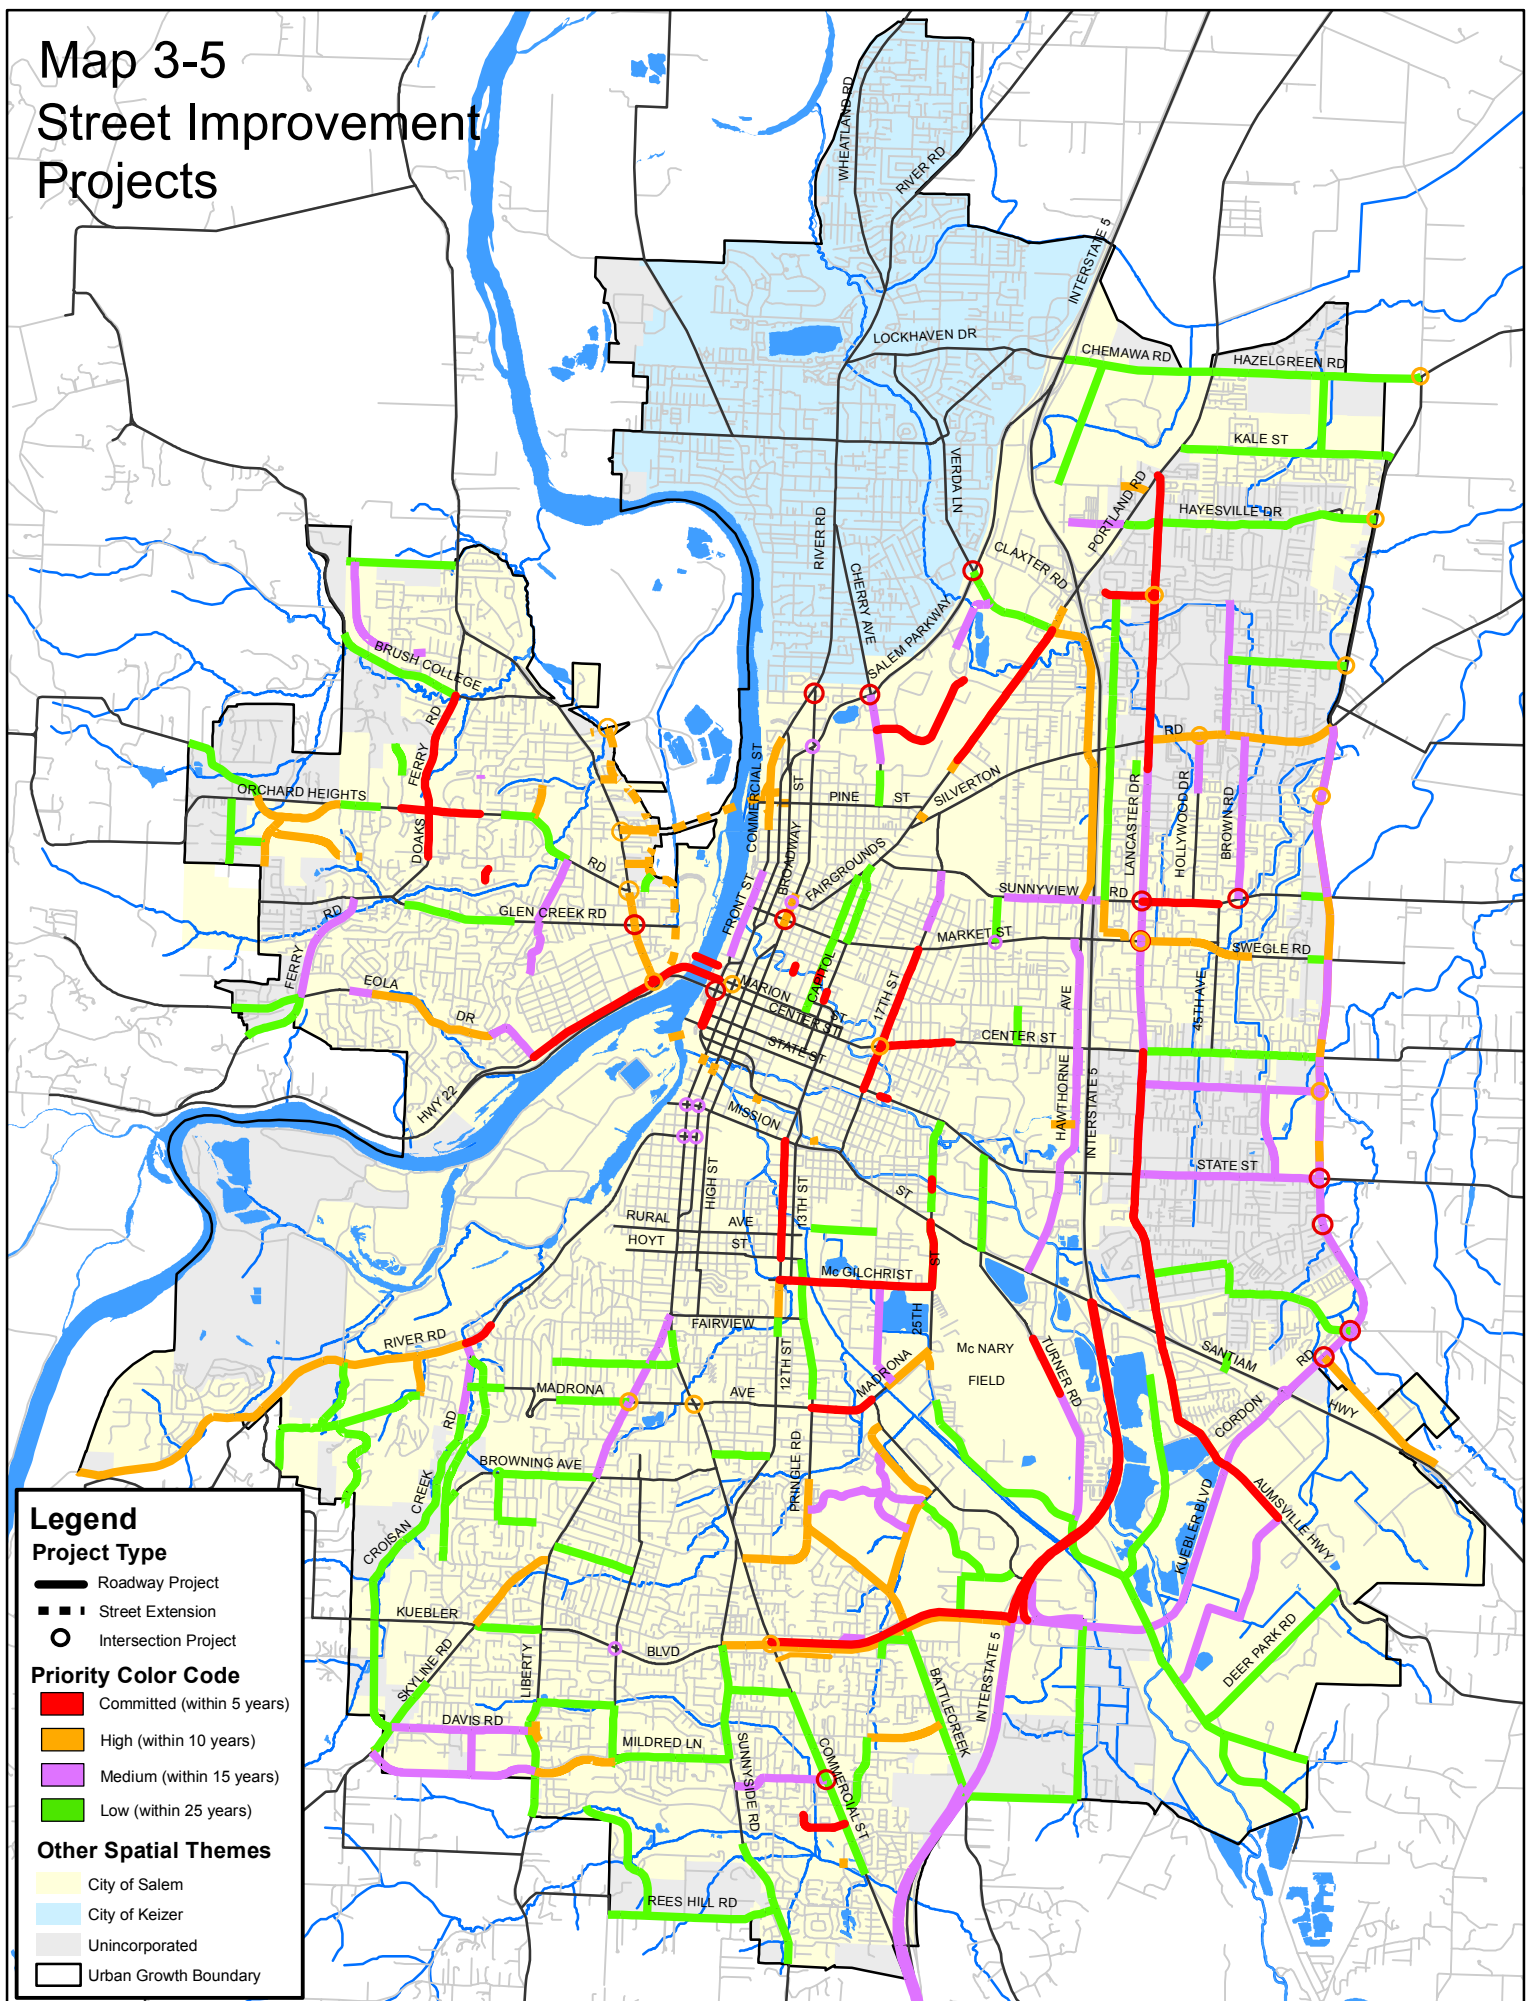 Map 3-5
Street Improvement
Projects
WHEATLAND RD
RIVER RD
INTERSTATE 5
LOCKHAVEN DR
CHEMAWA RD
HAZELGREEN RD
KALE ST
VERDA LN
PORTLAND RD
HAYESVILLE DR
RIVER RD
CHERRY AVE
CLAXTER RD
SALEM PARKWAY
BRUSH COLLEGE
RD
FERRY
DOAKS
ORCHARD HEIGHTS
RD
COMMERCIAL ST
ST
PINE
ST
SILVERTON
RD
LANCASTER DR
HOLLYWOOD DR
BROWN RD
BROADWAY
FAIRGROUNDS
FRONT ST
SUNNYVIEW
RD
RD
GLEN CREEK RD
MARKET ST
SWEGLE RD
FERRY
EOLA
DR
MARION
ST
CAPITOL
17TH ST
AVE
45TH AVE
CENTER ST
CENTER ST
STATE ST
HWY 22
MISSION
ST
HAWTHORNE
INTERSTATE 5
STATE ST
HIGH ST
13TH ST
RURAL
AVE
HOYT
ST
Mc GILCHRIST
ST
25TH
RIVER RD
FAIRVIEW
12TH ST
MADRONA
AVE
MADRONA
Mc NARY
FIELD
TURNER RD
SANTIAM
HWY
CORDON
RD
RD
BROWNING AVE
PRINGLE RD
CREEK
CROISAN
KUEBLER BLVD
AUMSVILLE HWY
KUEBLER
BLVD
SKYLINE RD
LIBERTY
DEER PARK RD
INTERSTATE 5
BATTLECREEK
DAVIS RD
MILDRED LN
SUNNYSIDE RD
COMMERCIAL ST
REES HILL RD
Legend
Project Type
Roadway Project
Street Extension
Intersection Project
Priority Color Code
Committed (within 5 years)
High (within 10 years)
Medium (within 15 years)
Low (within 25 years)
Other Spatial Themes
City of Salem
City of Keizer
Unincorporated
Urban Growth Boundary